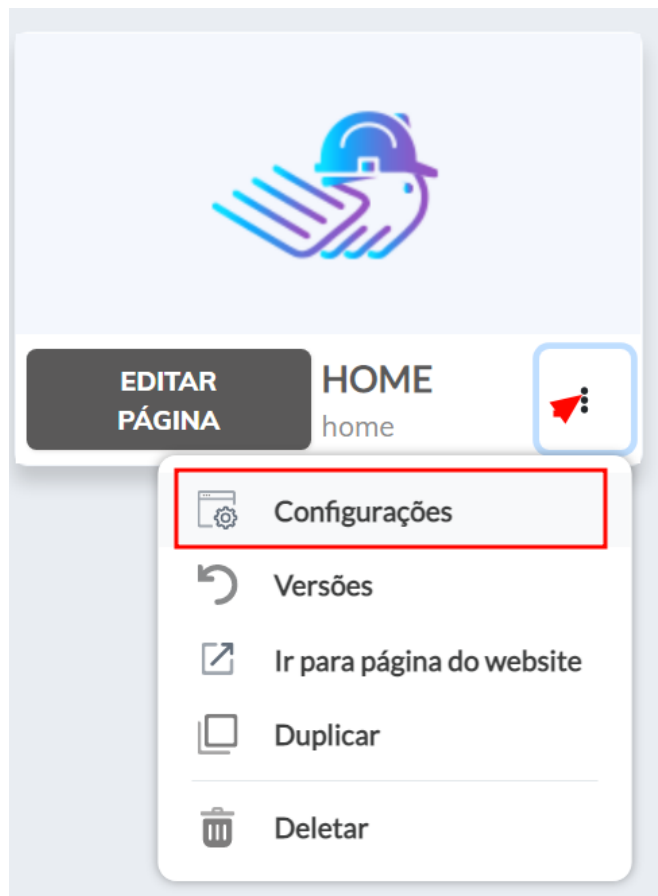 EDITAR
PÁGINA
HOME
home
Configurações
Versões
Ir para página do website
Duplicar
Deletar